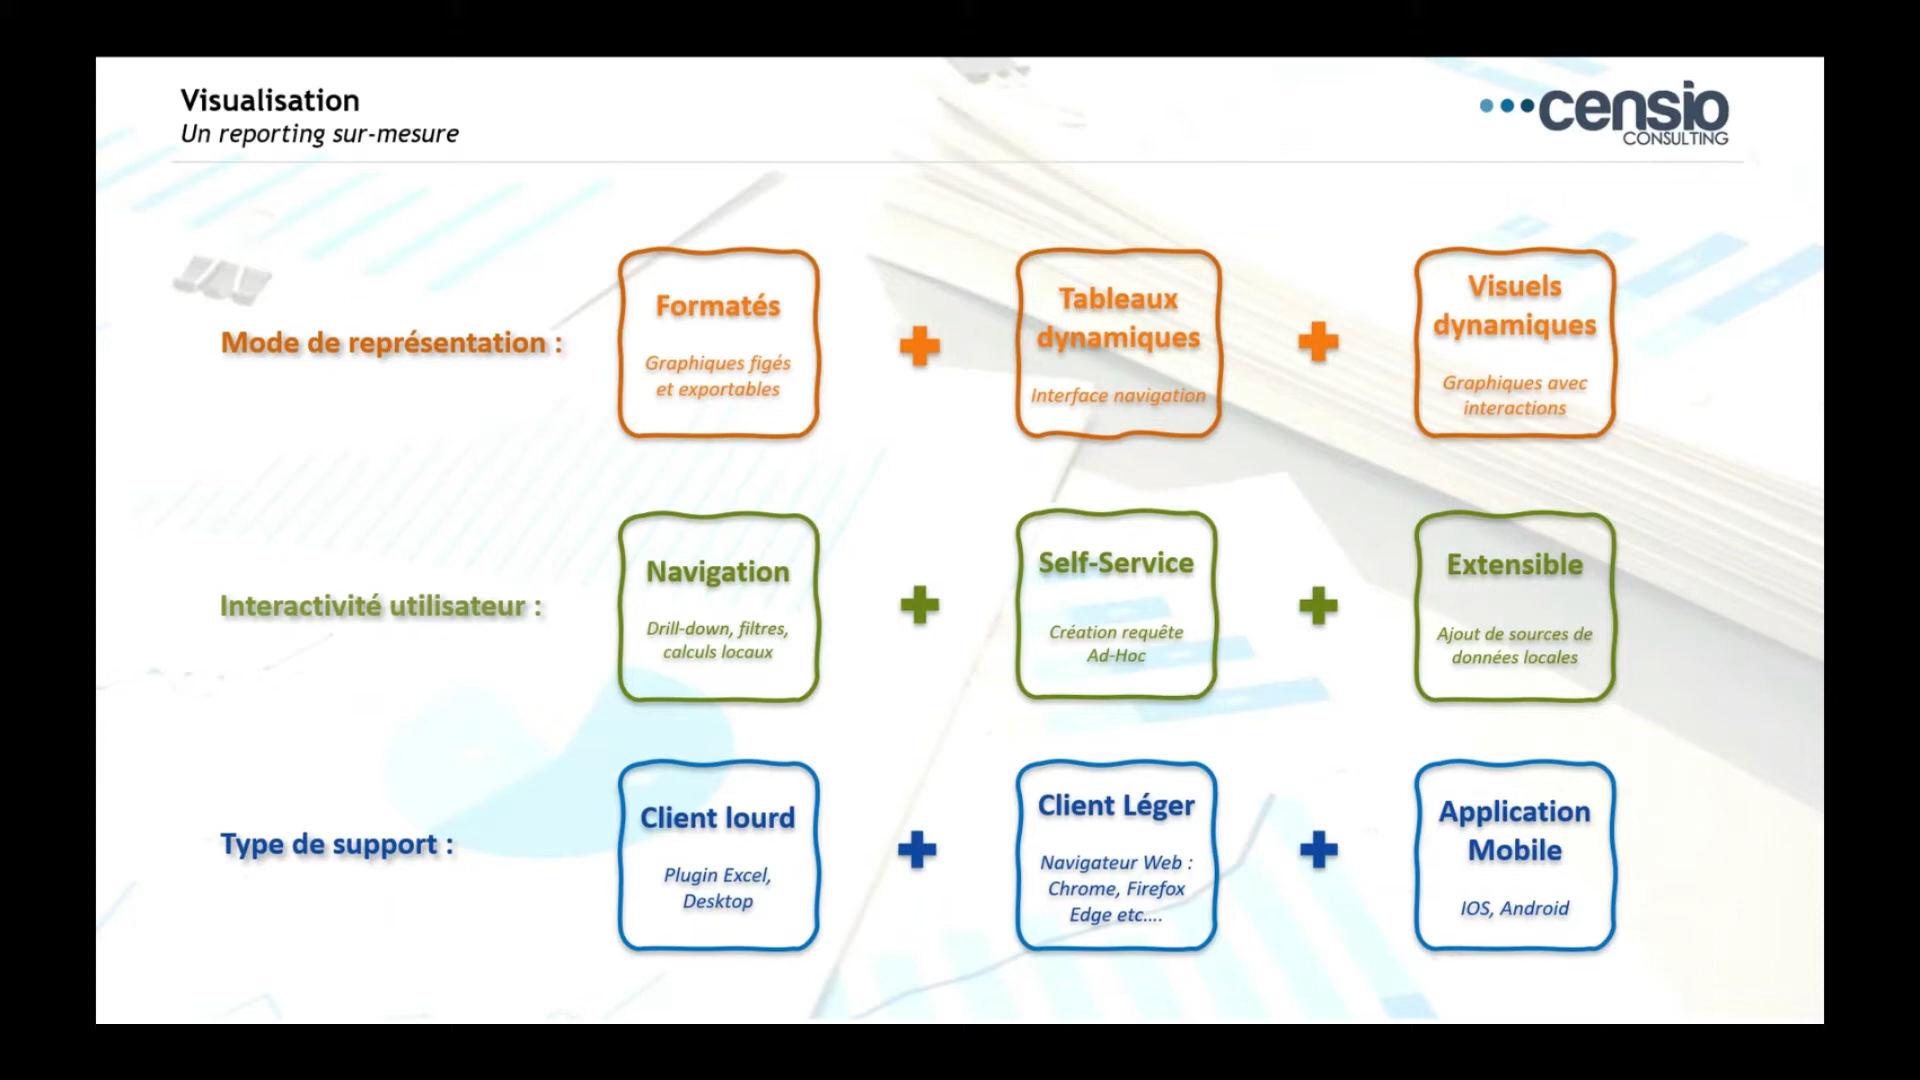 Visualisation
Un reporting sur-mesure
censio
CONSULTING
Mode de représentation :
Formatés
Graphiques figés
et exportables
Tableaux
dynamiques
Interface navigation
Visuels
dynamiques
Graphiques avec
interactions
Interactivité utilisateur :
Navigation
Drill-down, filtres,
calculs locaux
Self-Service
Création requête
Ad-Hoc
Extensible
Ajout de sources de
données locales
Type de support :
Client lourd
Plugin Excel,
Desktop
Client Léger
Navigateur Web :
Chrome, Firefox
Edge etc....
Application
Mobile
IOS, Android